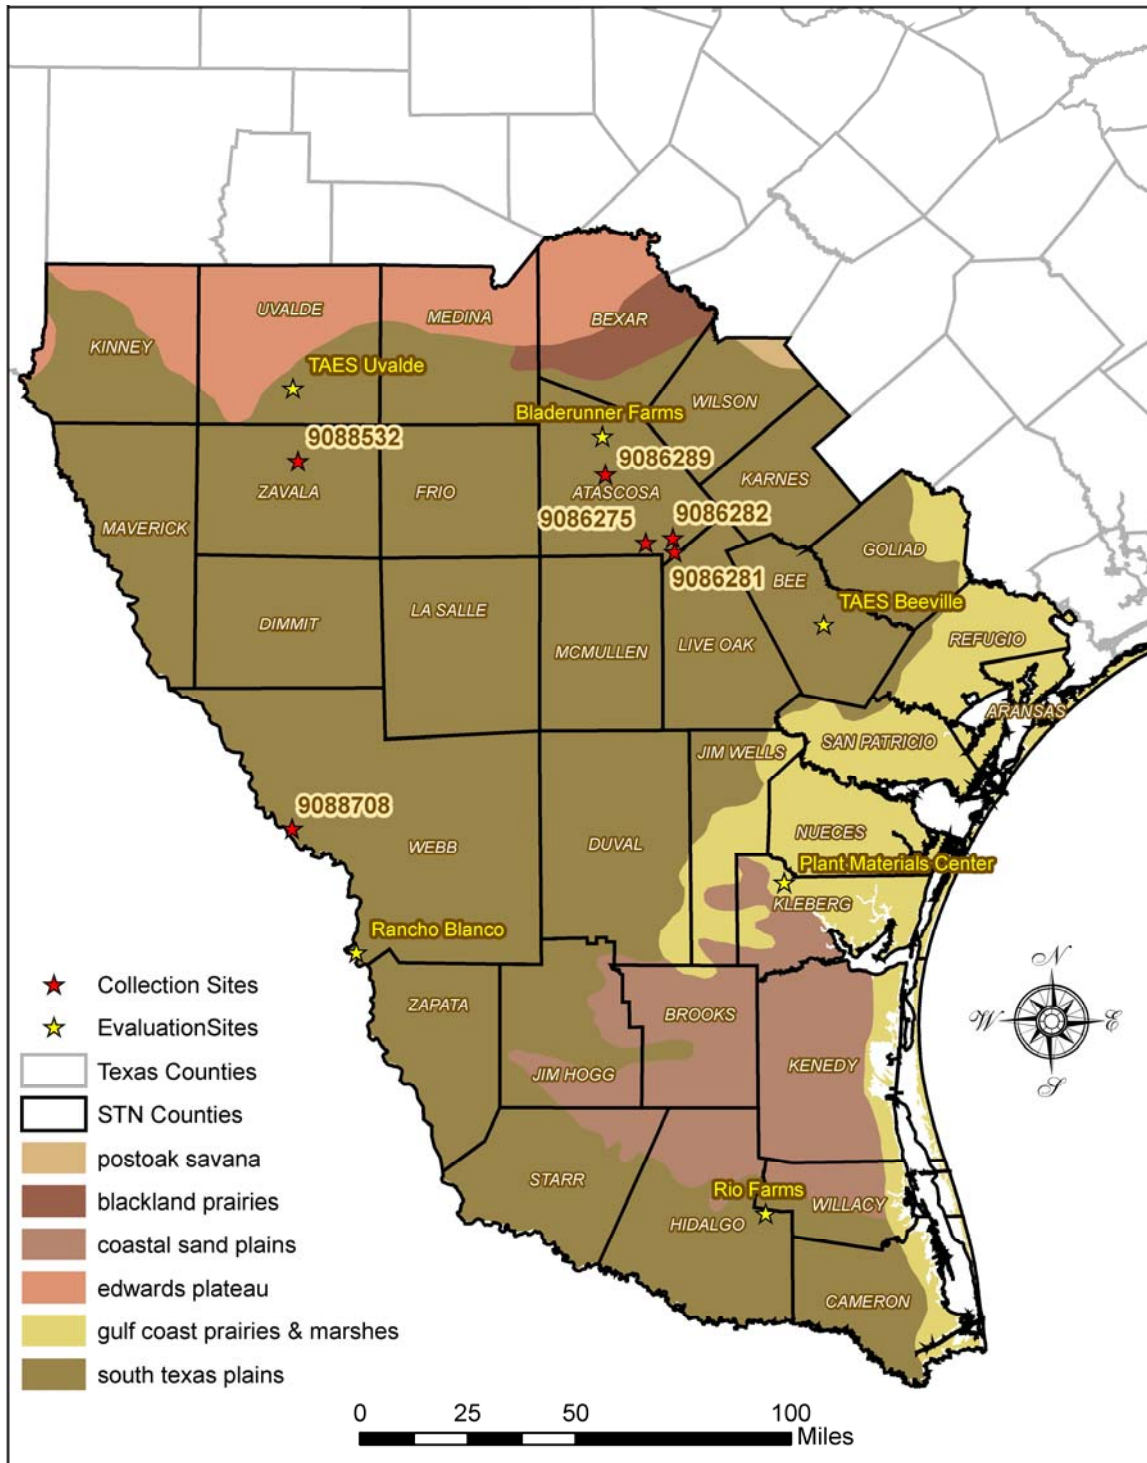 UVALDE
MEDINA
BEXAR
KINNEY
TAES Uvalde
WILSON
Bladerunner Farms
9088532
9086289
ZAVALA
FRIO
ATASCOSA
KARNES
MAVERICK
9086275
9086282
GOLIAD
9086281
BEE
TAES Beeville
LA SALLE
DIMMIT
REFUGIO
MCMULLEN
LIVE OAK
ARANSAS
SAN PATRICIO
JIM WELLS
9088708
NUECES
WEBB
DUVAL
Plant Materials Center
KLEBERG
Rancho Blanco
ZAPATA
BROOKS
KENEDY
JIM HOGG
STARR
Rio Farms
WILLACY
HIDALGO
CAMERON
N
W
E
S
Collection Sites
EvaluationSites
Texas Counties
STN Counties
postoak savana
blackland prairies
coastal sand plains
edwards plateau
gulf coast prairies & marshes
south texas plains
0 25 50 100
Miles